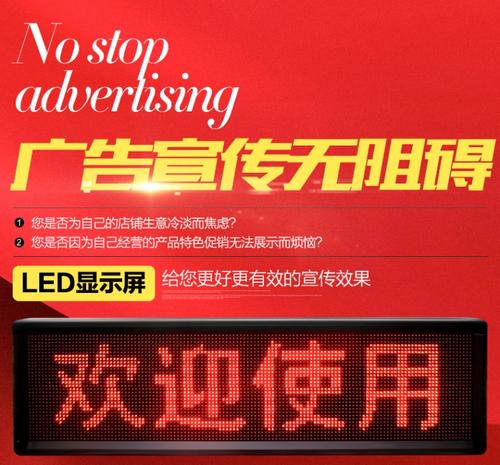 No stop
advertising
广告宣传无阻碍
1 您是否为自己的店铺生意冷淡而焦虑?
2 您是否因为自己经营的产品特色促销无法展示而烦恼?
LED显示屏 给您更好更有效的宣传效果
欢迎使用